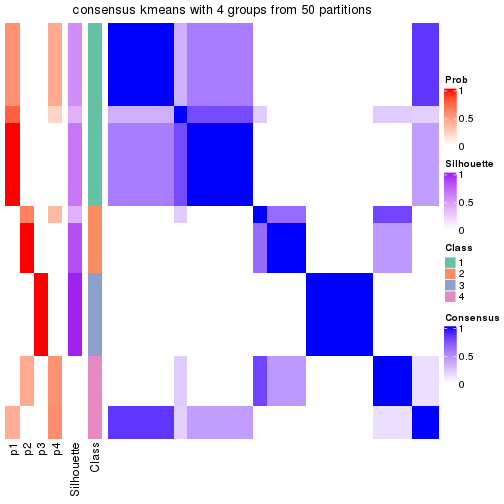 consensus kmeans with 4 groups from 50 partitions
Prob
1
0.5
0
Silhouette
1
0.5
0
Class
1
2
3
4
Consensus
1
0.5
0
p1
p2
p3
p4
Silhouette
Class